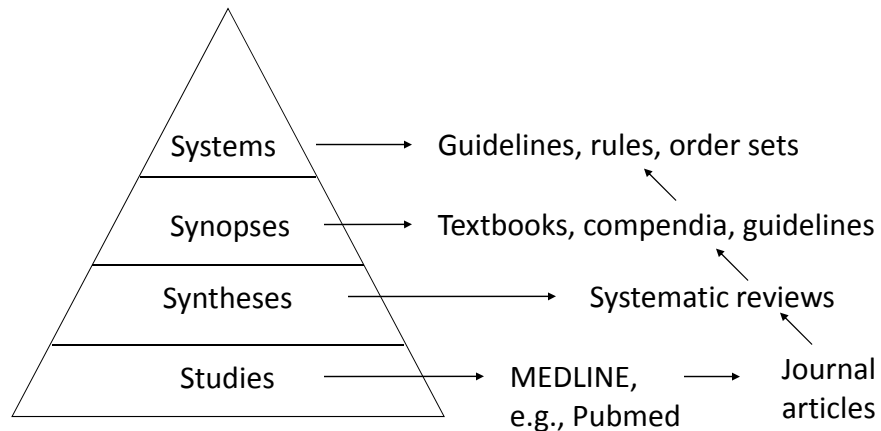 Systems
Guidelines, rules, order sets
Synopses
Textbooks, compendia, guidelines
Syntheses
Systematic reviews
Studies
MEDLINE,
e.g., Pubmed
Journal
articles